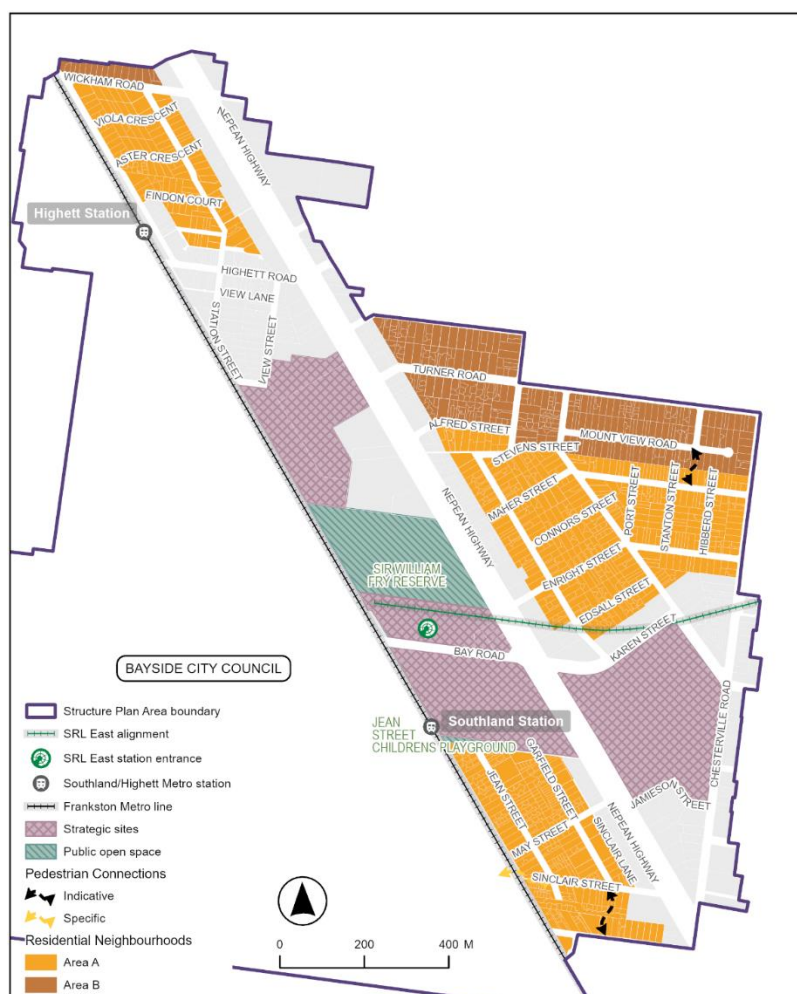 WICKHAM ROAD
VIOLA CRESCENT
ASTER CRESCENT
NEPEAN HIGHWAY
FINDON COURT
Highett Station
HIGHETT ROAD
VIEW LANE
STATION STREET
VIEW STREET
TURNER ROAD
ALFRED STREET
MOUNT VIEW ROAD
STEVENS STREET
MAHER STREET
PORT STREET
STANTON STREET
HIBBERD STREET
CONNORS STREET
NEPEAN HIGHWAY
ENRIGHT STREET
SIR WILLIAM
FRY RESERVE
EDSALL STREET
KAREN STREET
BAY ROAD
CHESTERVILLE ROAD
Southland Station
JEAN
STREET
CHILDRENS PLAYGROUND
JEAN STREET
GARFIELD STREET
JAMIESON STREET
NEPEAN HIGHWAY
MAY STREET
SINCLAIR LANE
SINCLAIR STREET
BAYSIDE CITY COUNCIL
Structure Plan Area boundary
SRL East alignment
SRL East station entrance
Southland/Highett Metro station
Frankston Metro line
Strategic sites
Public open space
Pedestrian Connections
Indicative
Specific
Residential Neighbourhoods
Area A
Area B
0 200 400 M